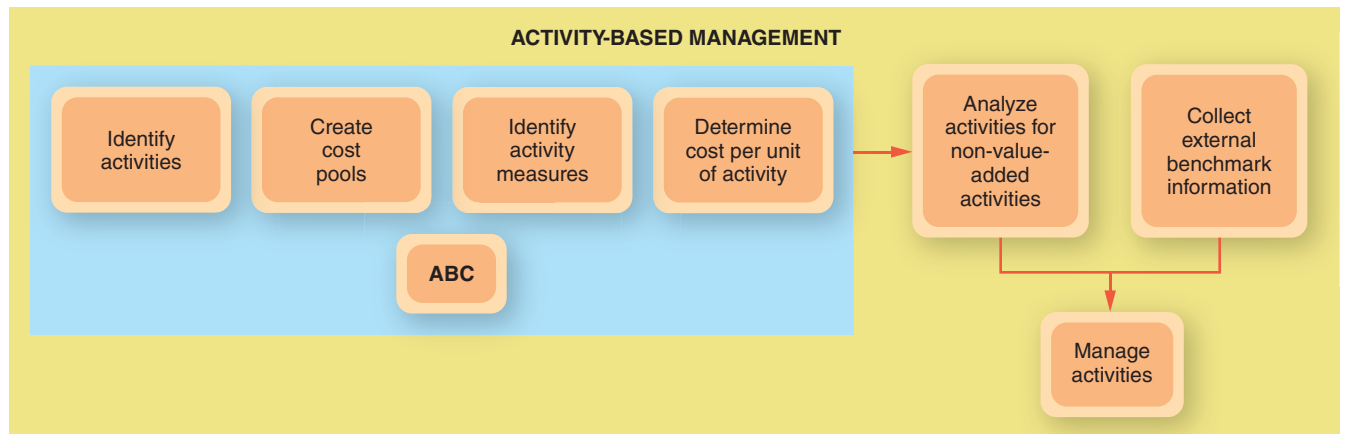 ACTIVITY-BASED MANAGEMENT
Identify
activities
Create
cost
pools
Identify
activity
measures
Determine
cost per unit
of activity
Analyze
activities for
non-value-
added
activities
Collect
external
benchmark
information
ABC
Manage
activities